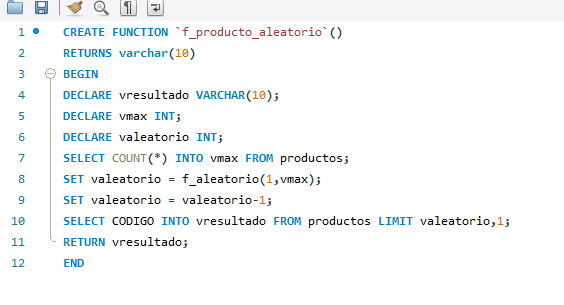 1 CREATE FUNCTION `f_producto_aleatorio`()
2 RETURNS varchar(10)
3 BEGIN
4 DECLARE vresultado VARCHAR(10);
5 DECLARE vmax INT;
6 DECLARE valeatorio INT;
7 SELECT COUNT(*) INTO vmax FROM productos;
8 SET valeatorio = f_aleatorio(1,vmax);
9 SET valeatorio = valeatorio-1;
10 SELECT CODIGO INTO vresultado FROM productos LIMIT valeatorio,1;
11 RETURN vresultado;
12 END